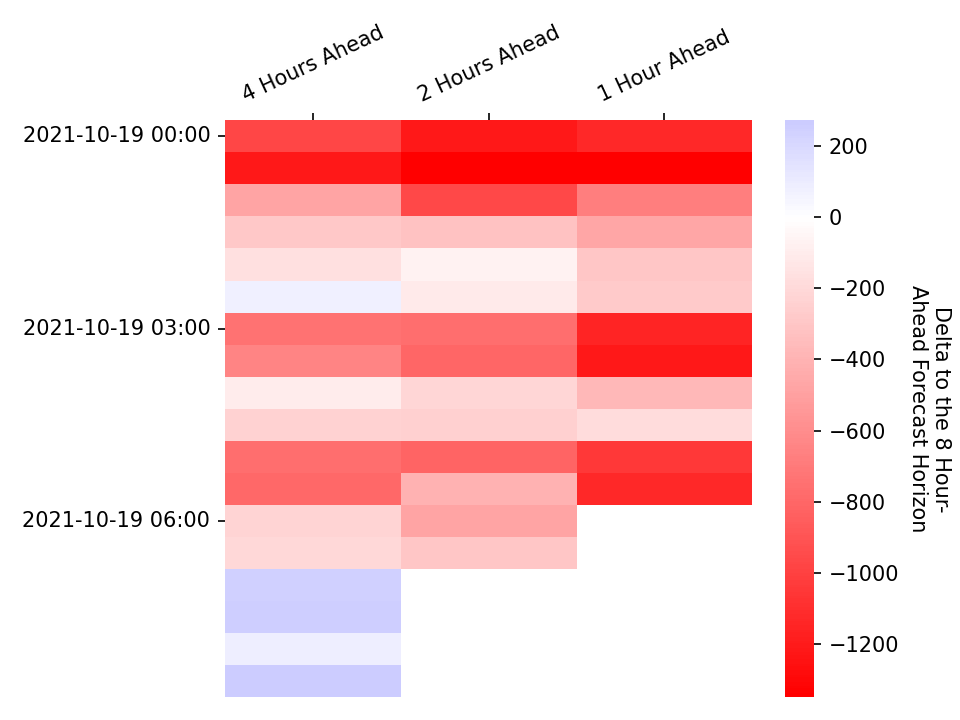 4 Hours Ahead
2 Hours Ahead
1 Hour Ahead
2021-10-19 00:00
2021-10-19 03:00
2021-10-19 06:00
200
0
−200
−400
−600
−800
−1000
−1200
Delta to the 8 Hour-
Ahead Forecast Horizon